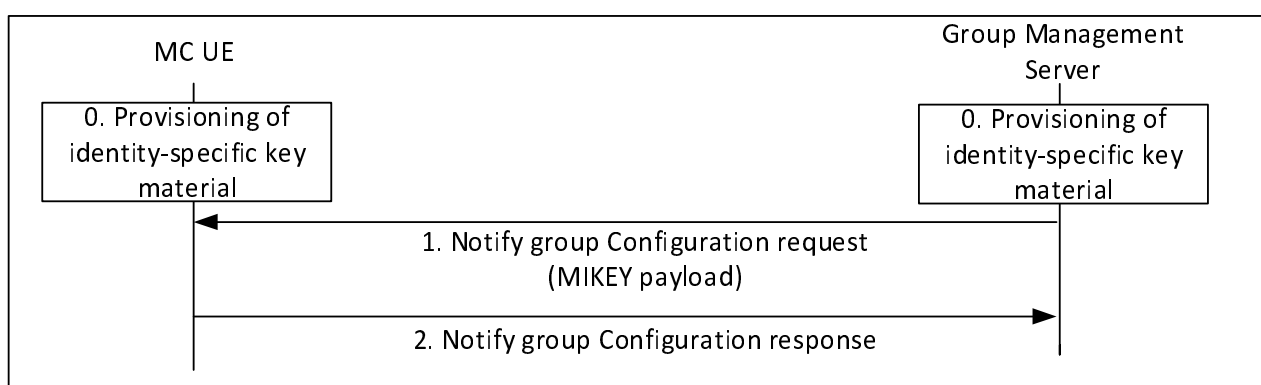 MC UE
Group Management
Server
0. Provisioning of
identity-specific key
material
0. Provisioning of
identity-specific key
material
1. Notify group Configuration request
(MIKEY payload)
2. Notify group Configuration response